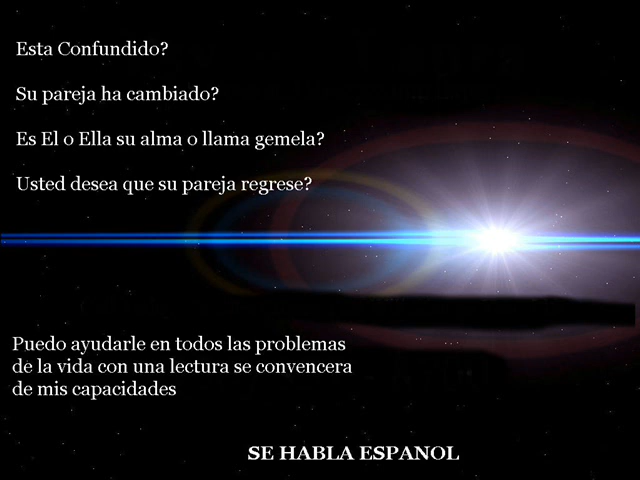 Esta Confundido?
Su pareja ha cambiado?
Es El o Ella su alma o llama gemela?
Usted desea que su pareja regrese?
Puedo ayudarle en todos las problemas
de la vida con una lectura se convencera
de mis capacidades
SE HABLA ESPANOL